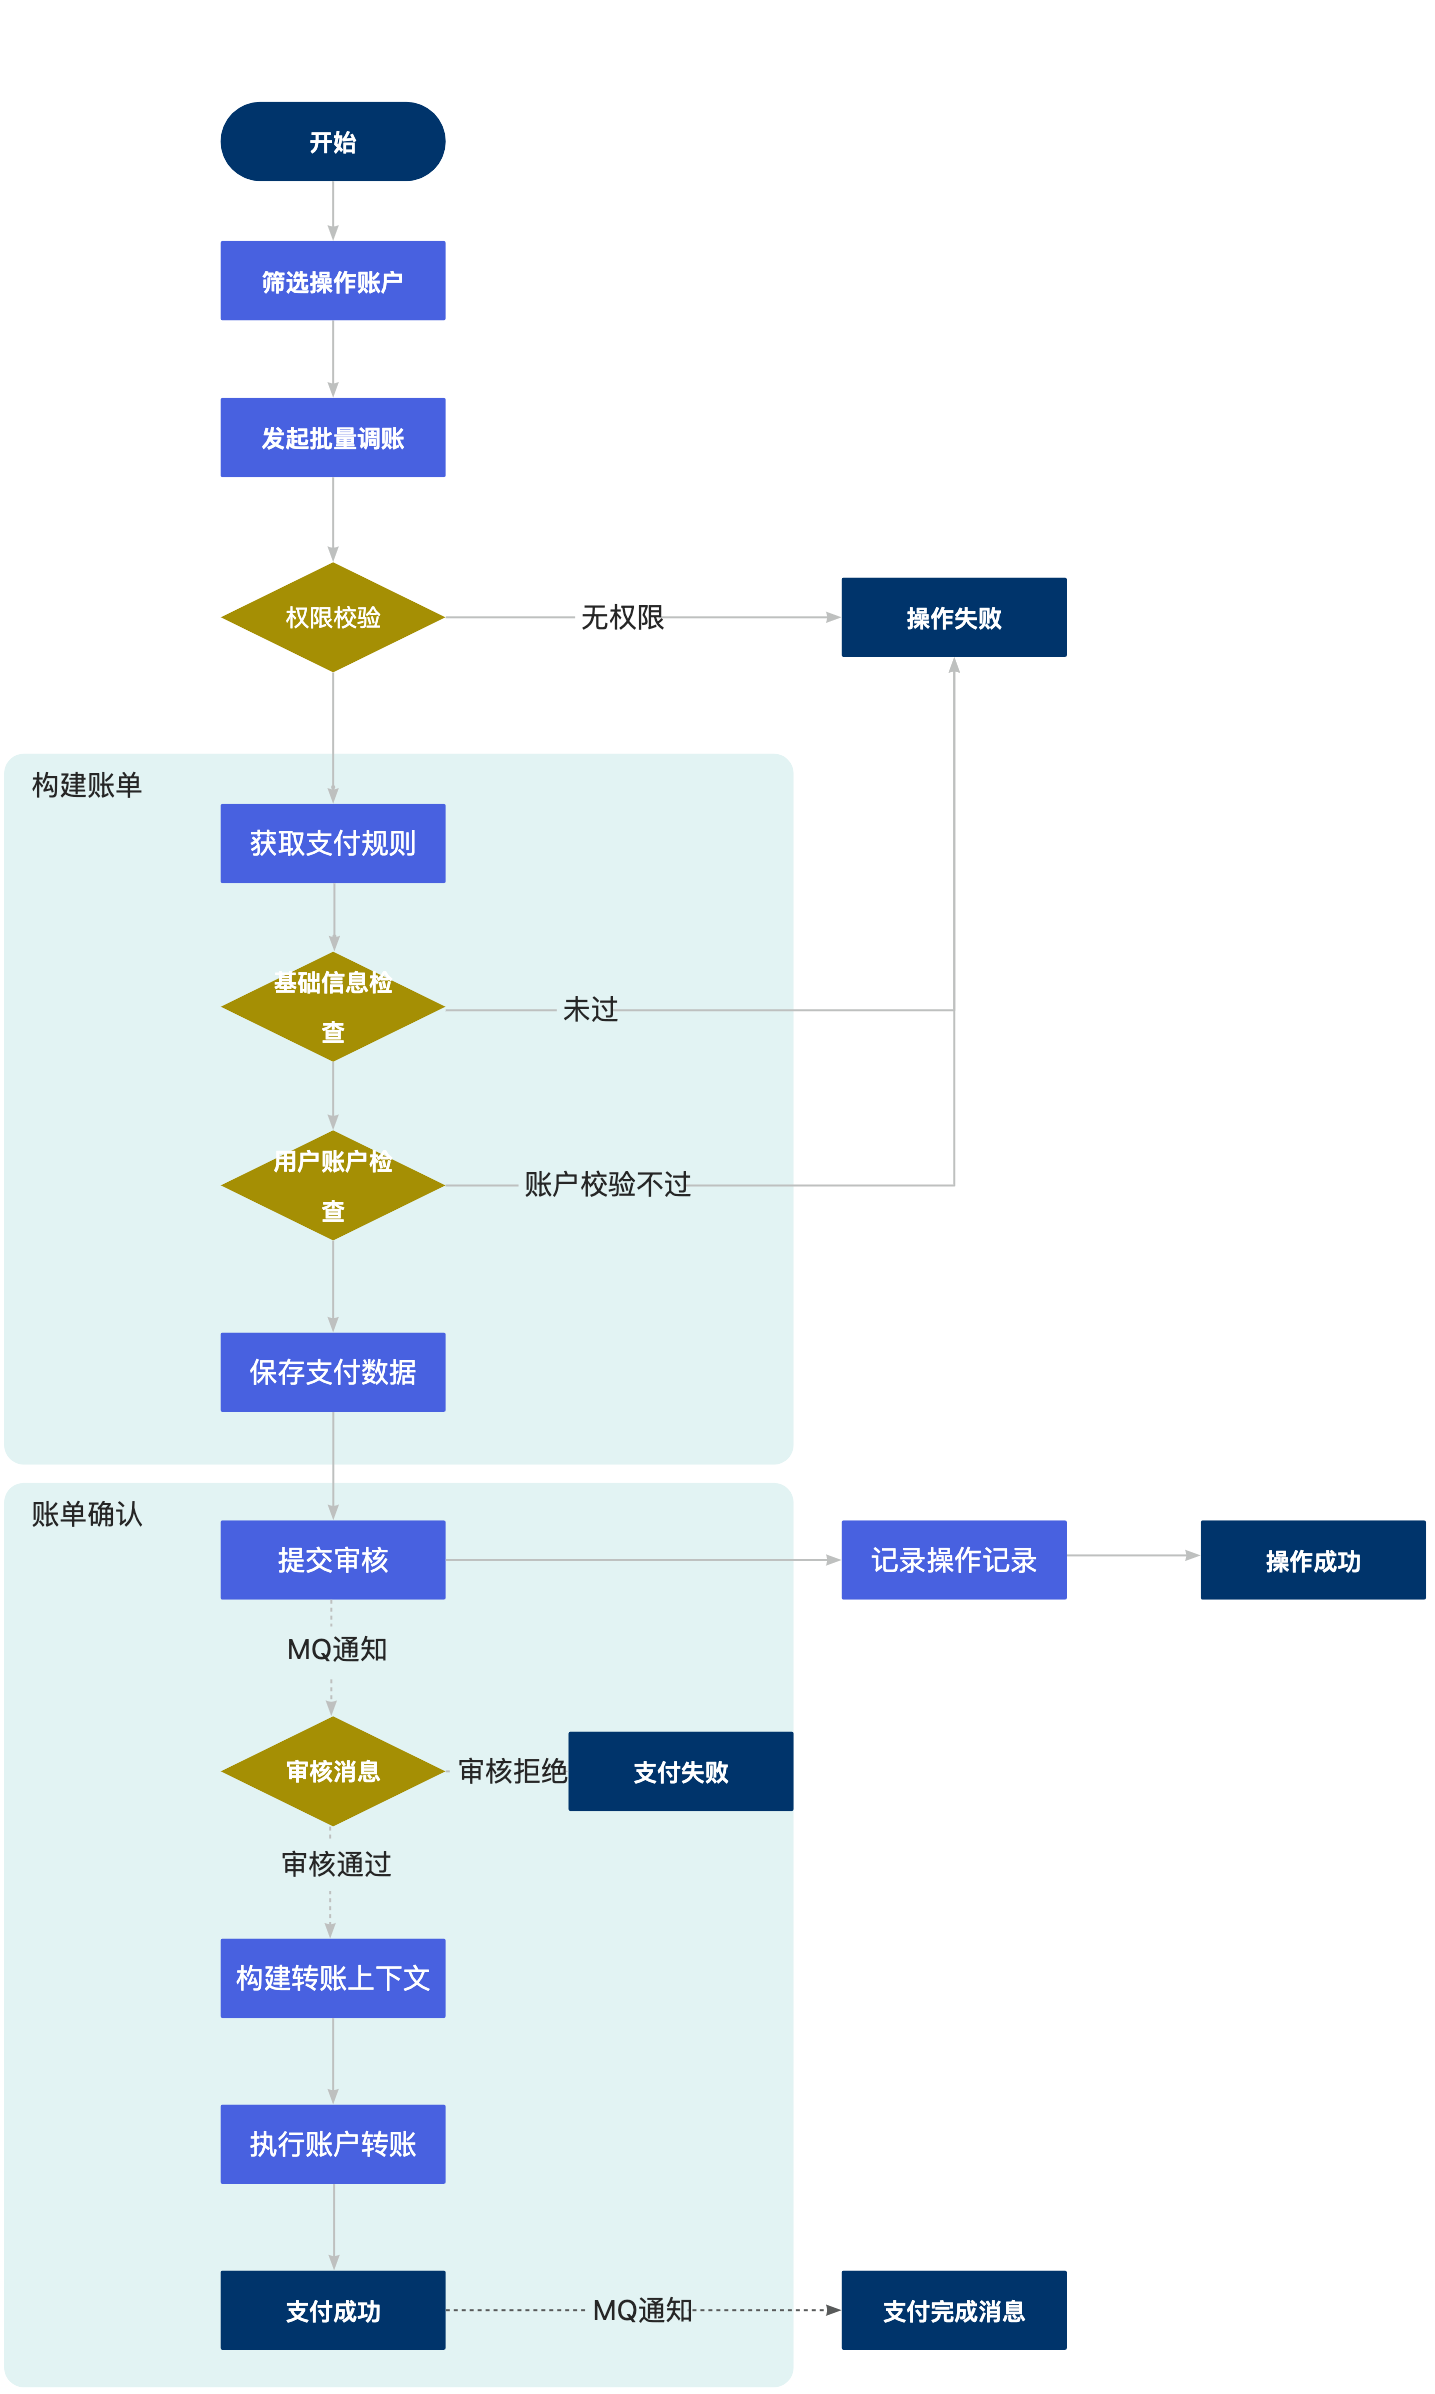 开始
筛选操作账户
发起批量调账
权限校验
无权限
操作失败
构建账单
获取支付规则
基础信息检
查
未过
用户账户检
查
账户校验不过
保存支付数据
账单确认
提交审核
记录操作记录
操作成功
MQ通知
审核消息
审核拒绝
支付失败
审核通过
构建转账上下文
执行账户转账
支付成功
MQ通知
支付完成消息